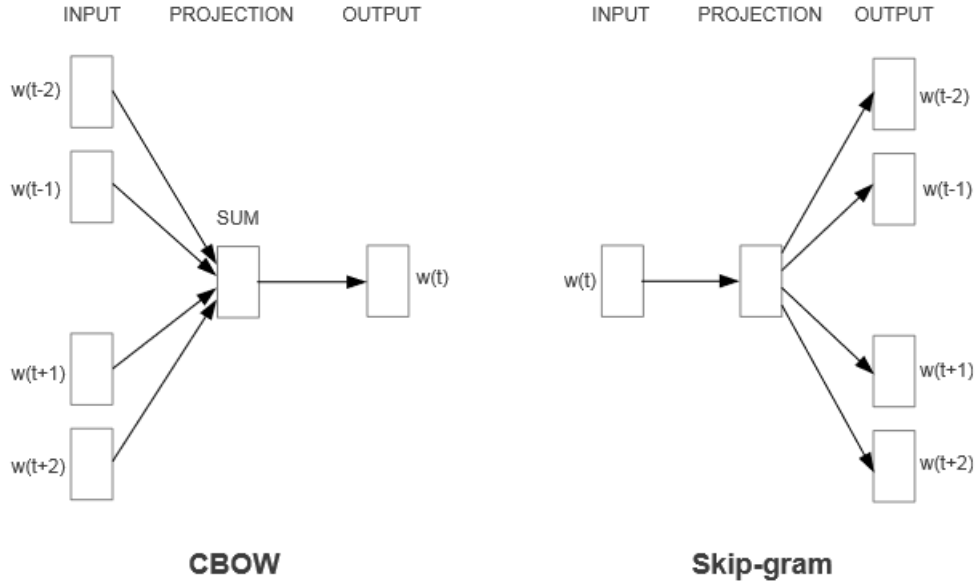 INPUT PROJECTION OUTPUT
w(t-2)
w(t-1)
SUM
w(t)
w(t+1)
w(t+2)
CBOW
INPUT PROJECTION OUTPUT
w(t-2)
w(t-1)
w(t)
w(t+1)
w(t+2)
Skip-gram